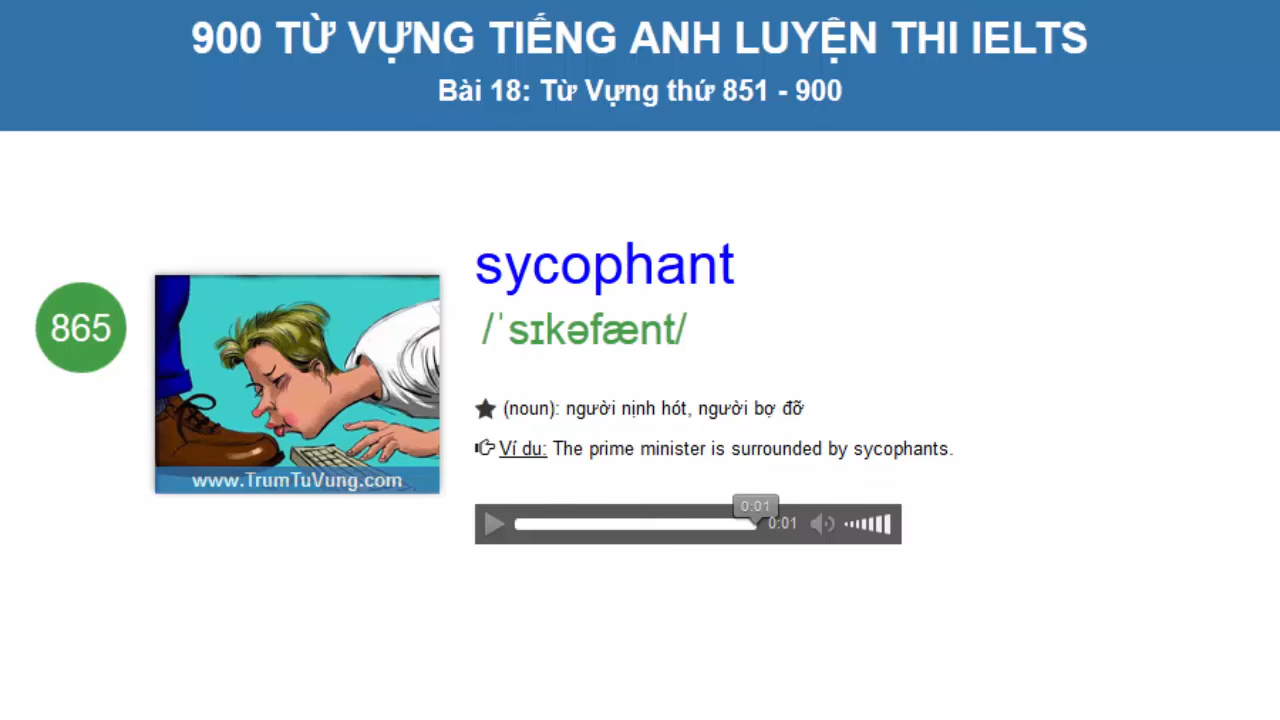 900 TỪ VỰNG TIẾNG ANH LUYỆN THI IELTS
Bài 18: Từ Vựng thứ 851 - 900
865
www.TrumTuVung.com
sycophant
/ˈsɪkəfænt/
(noun): người nịnh hót, người bợ đỡ
Ví dụ: The prime minister is surrounded by sycophants.
0:01
0:01